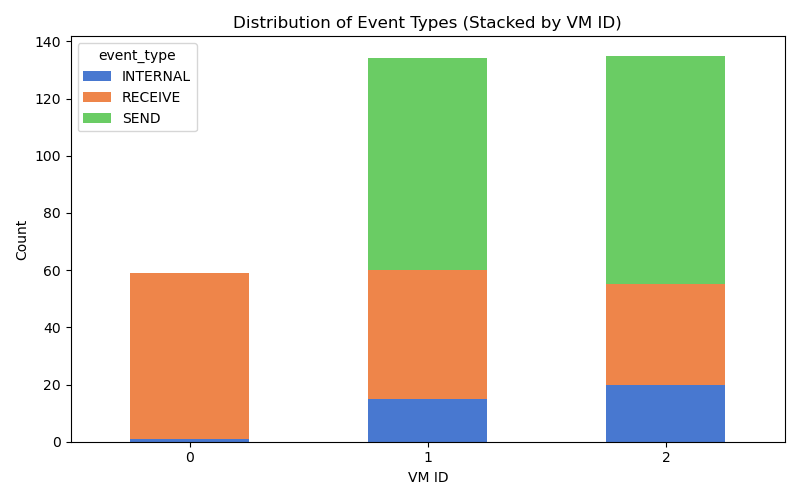 Distribution of Event Types (Stacked by VM ID)
event_type
INTERNAL
RECEIVE
SEND
Count
140
120
100
80
60
40
20
0
0 1 2
VM ID